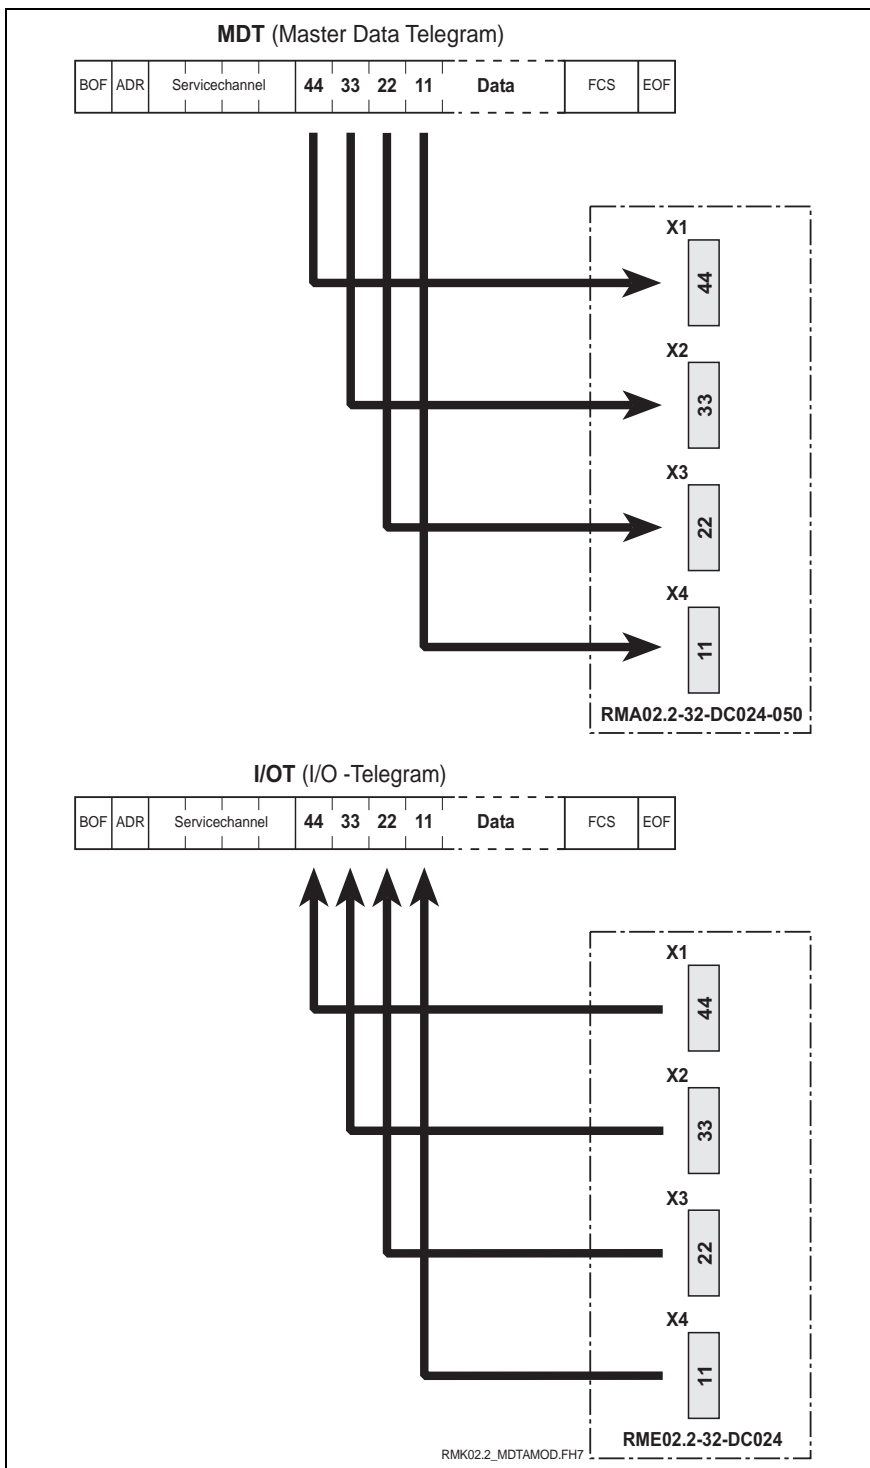 MDT (Master Data Telegram)
BOF ADR Servicechannel 44 33 22 11 Data FCS EOF
X1
44
X2
33
X3
22
X4
11
RMA02.2-32-DC024-050
I/OT (I/O -Telegram)
BOF ADR Servicechannel 44 33 22 11 Data FCS EOF
X1
44
X2
33
X3
22
X4
11
RME02.2-32-DC024
RMK02.2_MDTAMOD.FH7